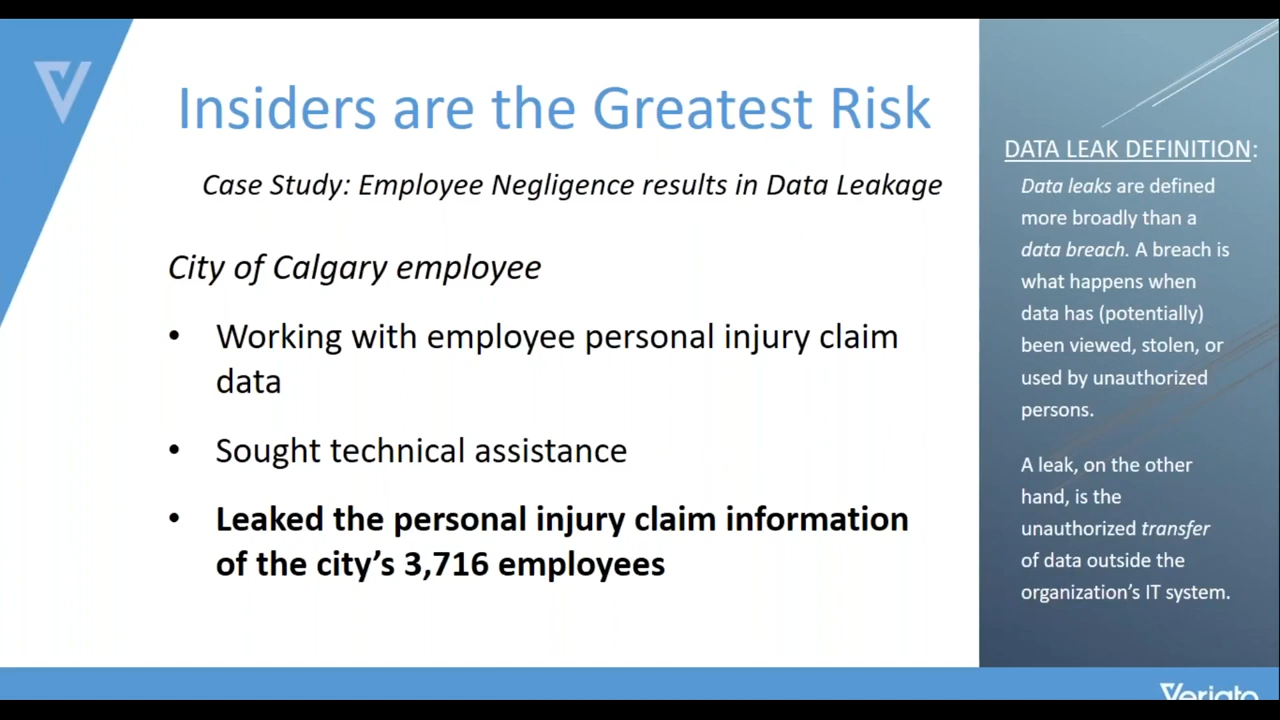 Insiders are the Greatest Risk
Case Study: Employee Negligence results in Data Leakage
City of Calgary employee
• Working with employee personal injury claim
data
• Sought technical assistance
• Leaked the personal injury claim information
of the city’s 3,716 employees
DATA LEAK DEFINITION:
Data leaks are defined
more broadly than a
data breach. A breach is
what happens when
data has (potentially)
been viewed, stolen, or
used by unauthorized
persons.
A leak, on the other
hand, is the
unauthorized transfer
of data outside the
organization’s IT system.
Veriato